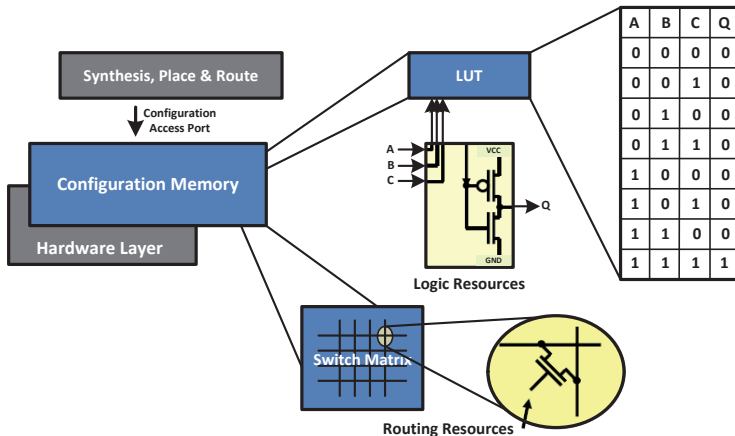 Synthesis, Place & Route
Configuration
Access Port
Configuration Memory
Hardware Layer
LUT
A
B
C
VCC
Q
GND
Logic Resources
Switch Matrix
Routing Resources
A B C Q
0 0 0 0
0 0 1 0
0 1 0 0
0 1 1 0
1 0 0 0
1 0 1 0
1 1 0 0
1 1 1 1